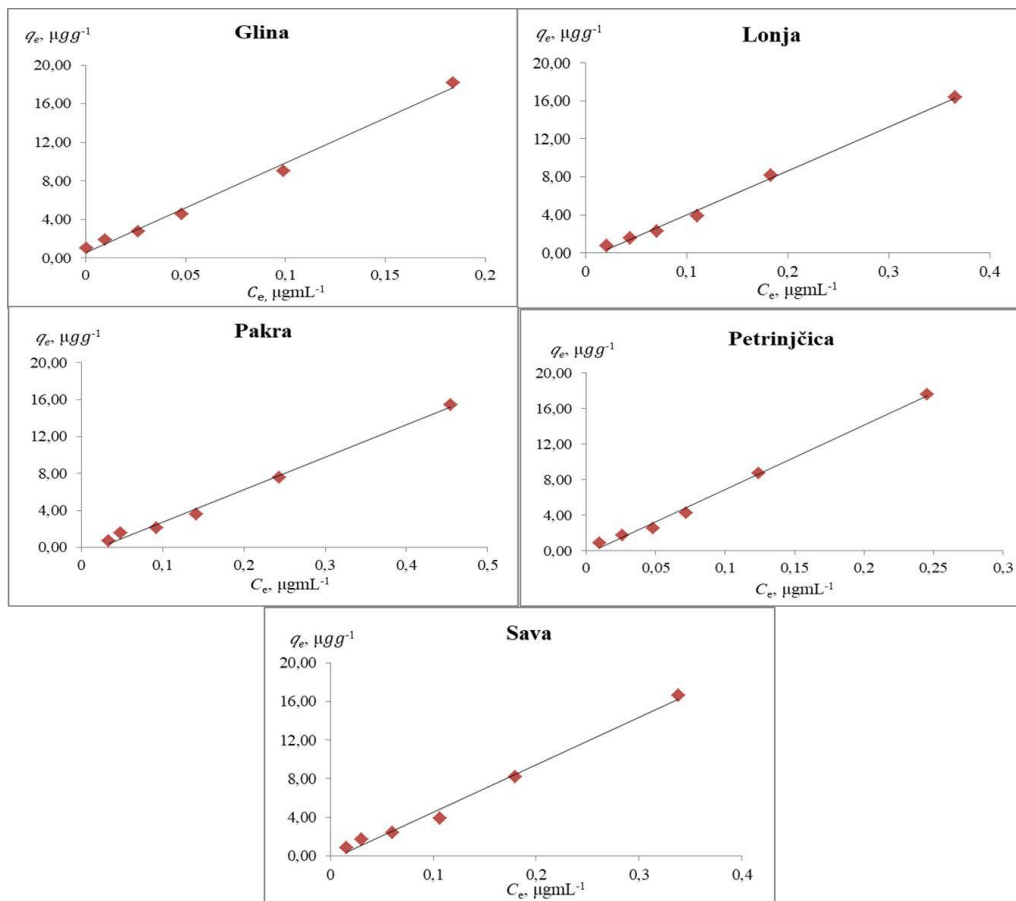 Glina
qe, µgg-1
20,00
16,00
12,00
8,00
4,00
0,00
0 0,05 0,1 0,15 0,2
Ce, µgmL-1
Lonja
qe, µgg-1
20,00
16,00
12,00
8,00
4,00
0,00
0 0,1 0,2 0,3 0,4
Ce, µgmL-1
Pakra
qe, µgg-1
20,00
16,00
12,00
8,00
4,00
0,00
0 0,1 0,2 0,3 0,4 0,5
Ce, µgmL-1
Petrinjčica
qe, µgg-1
20,00
16,00
12,00
8,00
4,00
0,00
0 0,05 0,1 0,15 0,2 0,25 0,3
Ce, µgmL-1
Sava
qe, µgg-1
20,00
16,00
12,00
8,00
4,00
0,00
0 0,1 0,2 0,3 0,4
Ce, µgmL-1